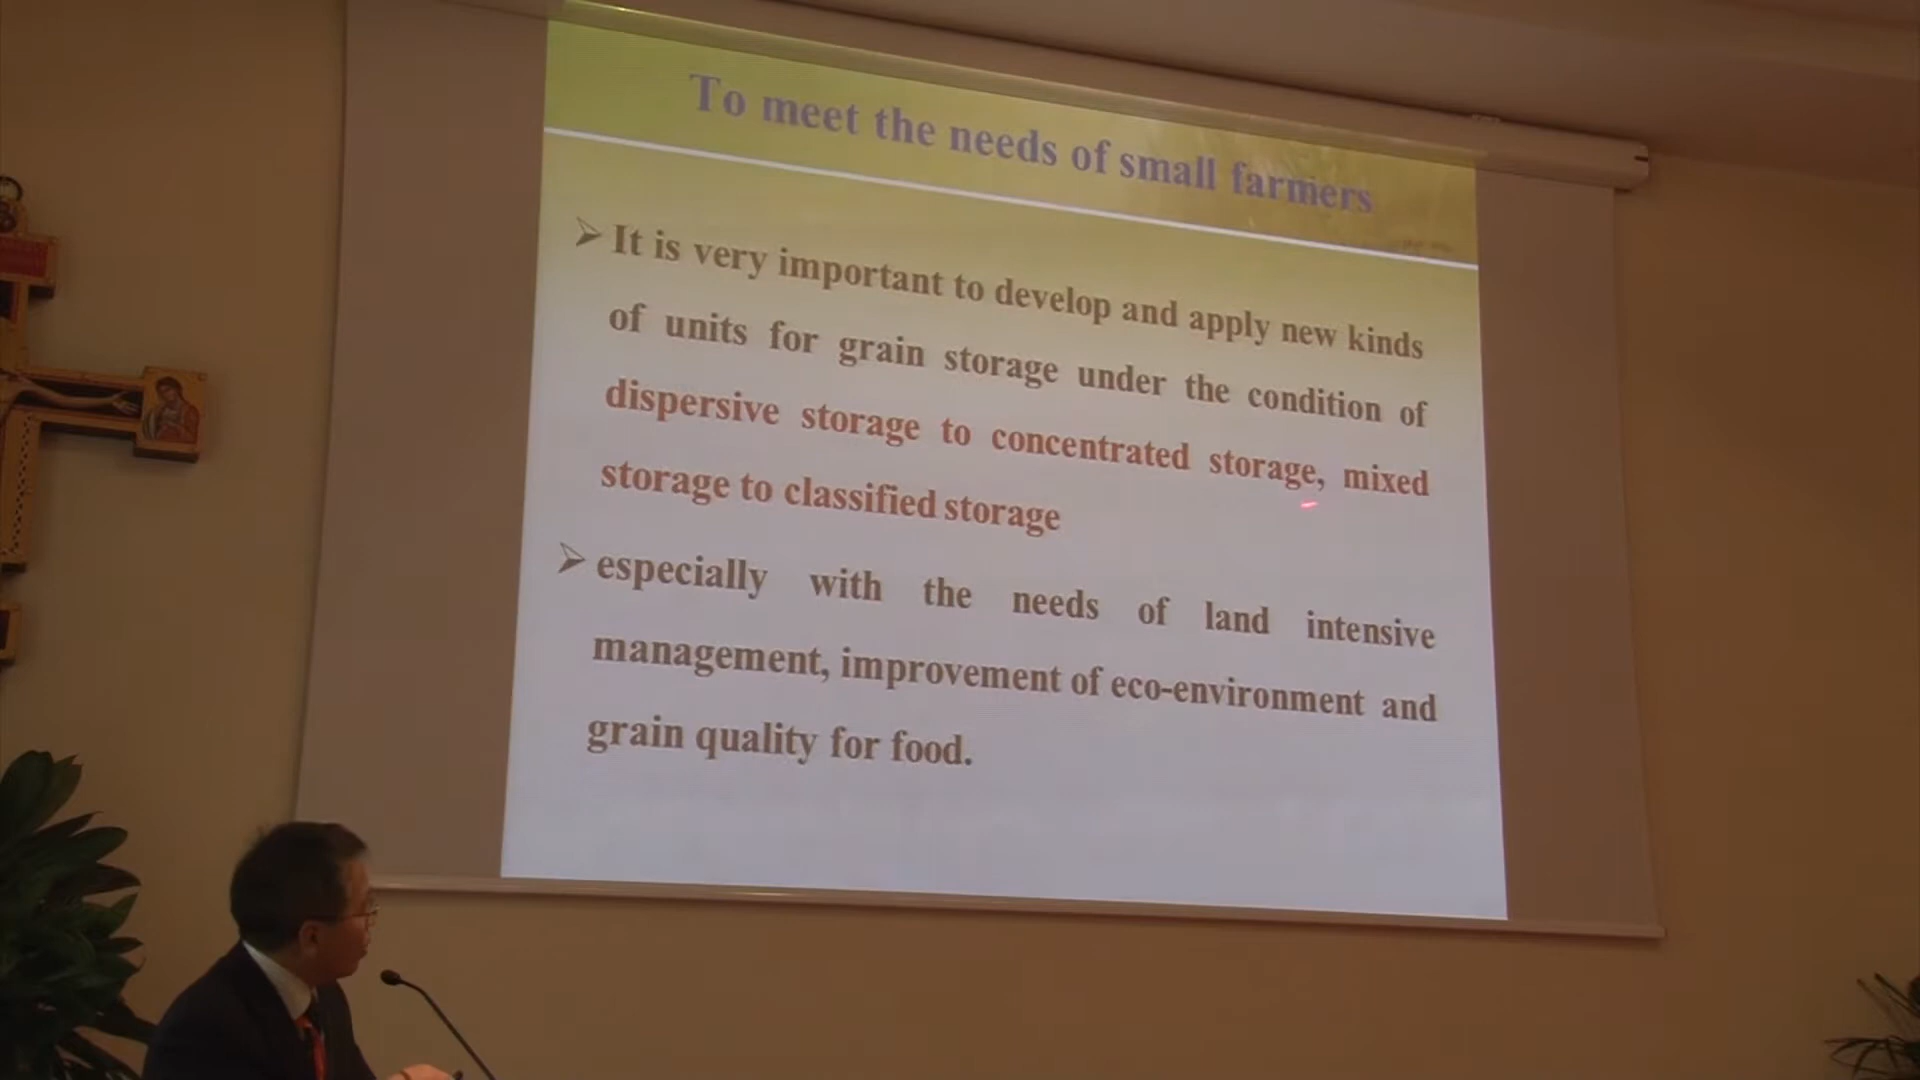 To meet the needs of small farmers
➢ It is very important to develop and apply new kinds
of units for grain storage under the condition of
dispersive storage to concentrated storage, mixed
storage to classified storage
➢ especially with the needs of land intensive
management, improvement of eco-environment and
grain quality for food.